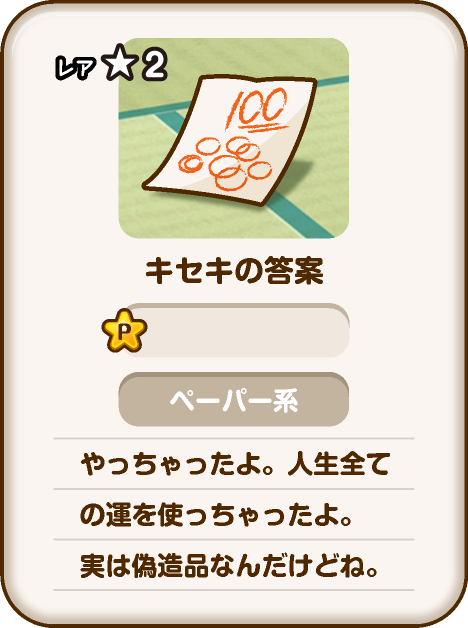 レア★2
100
キセキの答案
P
ペーパー系
やっちゃったよ。人生全て
の運を使っちゃったよ。
実は偽造品なんだけどね。